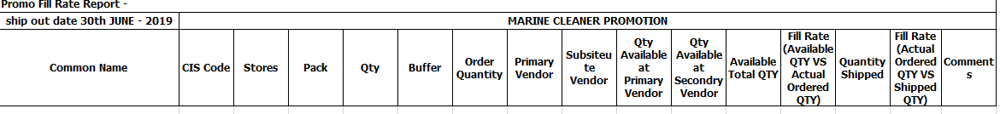 Promo Fill Rate Report -
ship out date 30th JUNE - 2019
MARINE CLEANER PROMOTION
Common Name
CIS Code
Stores
Pack
Qty
Buffer
Order
Quantity
Primary
Vendor
Subsiteu
te
Vendor
Qty
Available
at
Primary
Vendor
Qty
Available
at
Secondry
Vendor
Available
Total QTY
Fill Rate
(Available
QTY VS
Actual
Ordered
QTY)
Quantity
Shipped
Fill Rate
(Actual
Ordered
QTY VS
Shipped
QTY)
Comment
s